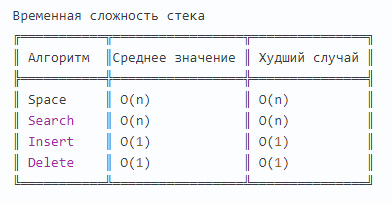 Временная сложность стека
Алгоритм Среднее значение Худший случай
Space O(n) O(n)
Search O(n) O(n)
Insert O(1) O(1)
Delete O(1) O(1)